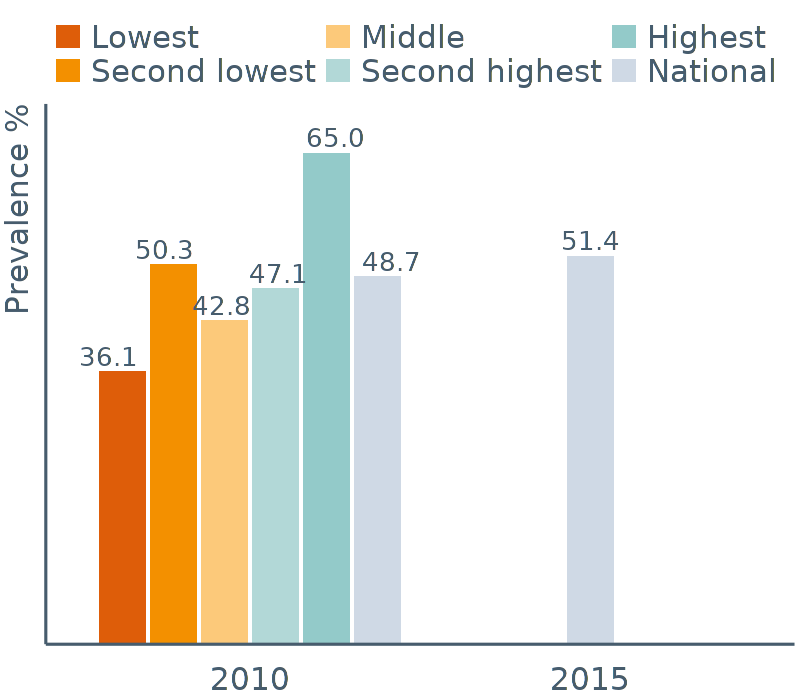 Lowest Middle Highest
Second lowest Second highest National
Prevalence %
65.0
51.4
50.3
48.7
47.1
42.8
36.1
2010 2015